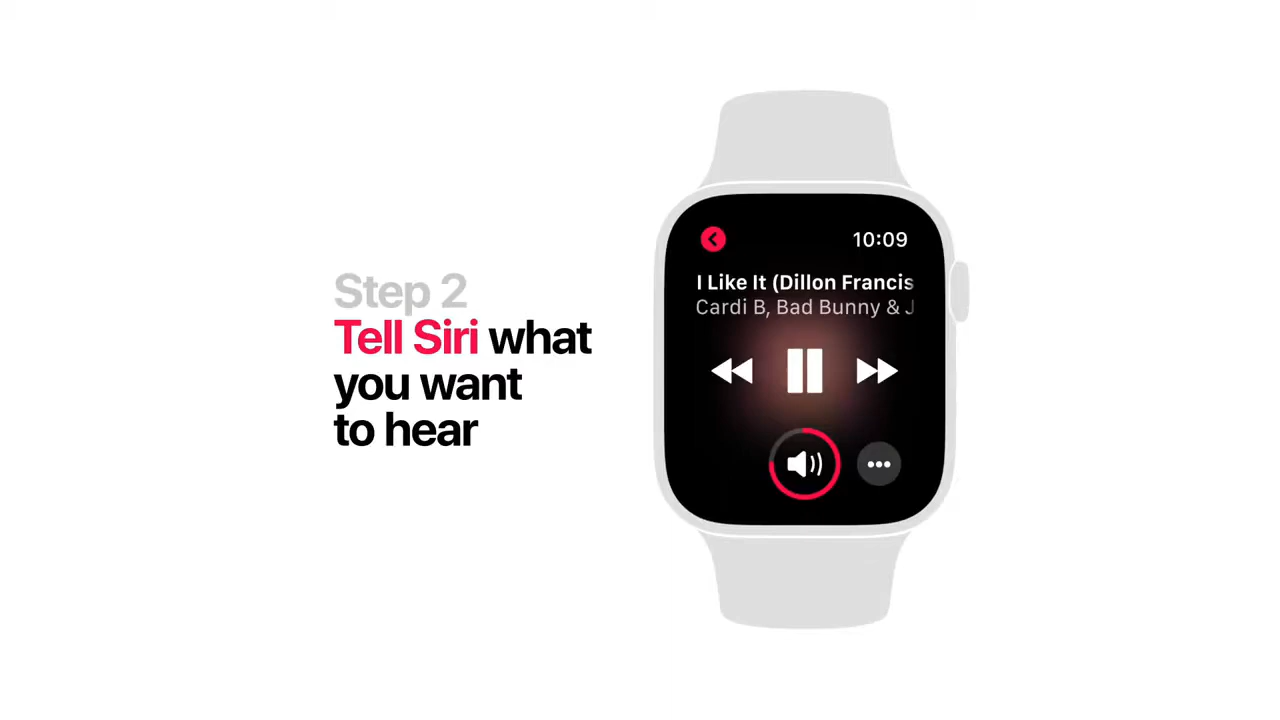 Step 2
Tell Siri what
you want
to hear
10:09
I Like It (Dillon Francis
Cardi B, Bad Bunny & J